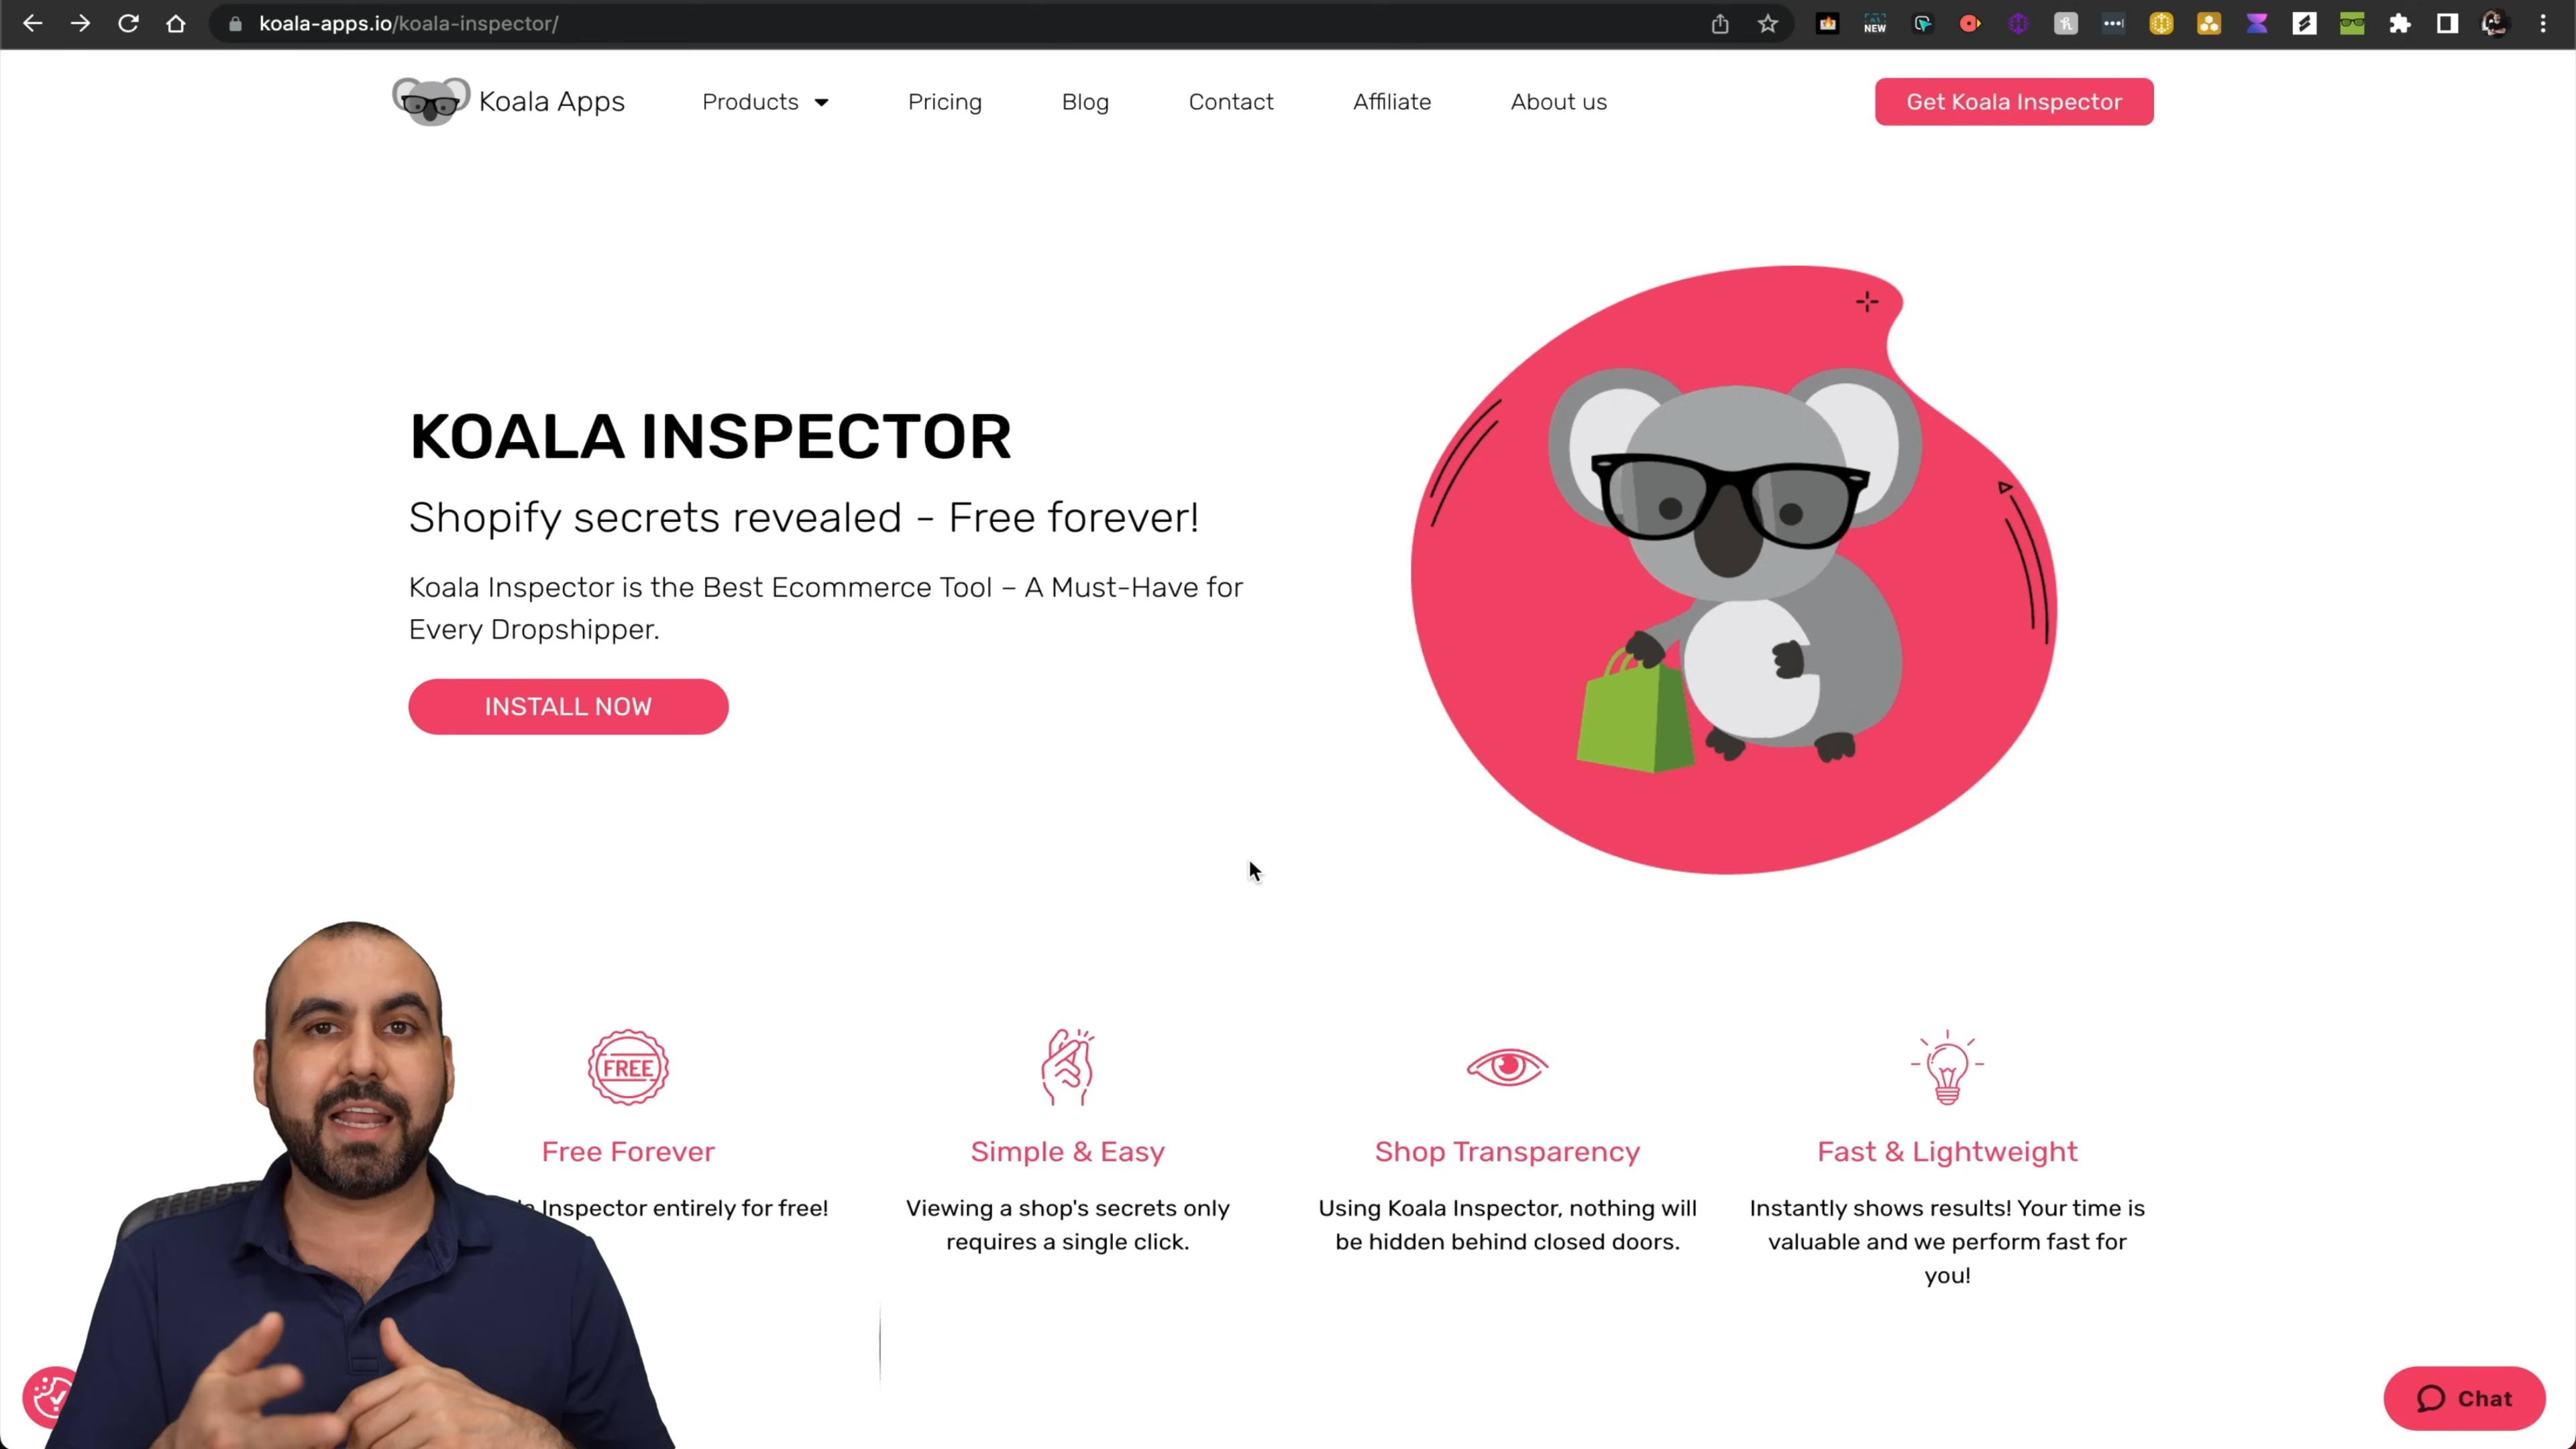 koala-apps.io/koala-inspector/
NEW
Koala Apps
Products
Pricing
Blog
Contact
Affiliate
About us
Get Koala Inspector
KOALA INSPECTOR
Shopify secrets revealed - Free forever!
Koala Inspector is the Best Ecommerce Tool – A Must-Have for
Every Dropshipper.
INSTALL NOW
FREE
Free Forever
Inspector entirely for free!
Simple & Easy
Viewing a shop's secrets only
requires a single click.
Shop Transparency
Using Koala Inspector, nothing will
be hidden behind closed doors.
Fast & Lightweight
Instantly shows results! Your time is
valuable and we perform fast for
you!
Chat